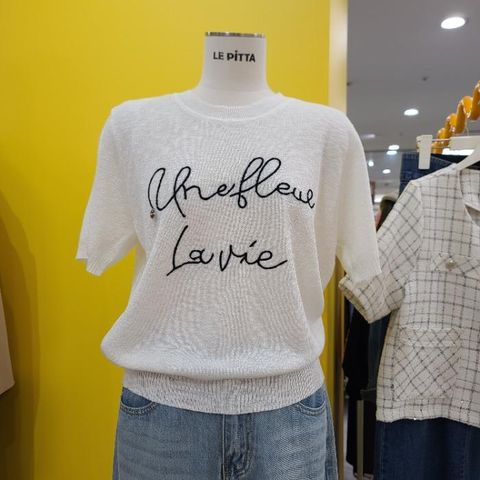 LE PiTTA
Unefleur
La vie